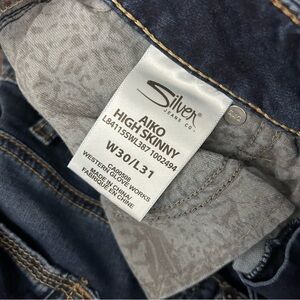 Silver
JEANS CO.
AIKO
HIGH SKINNY
L94115SWL387 1002494
W30/L31
CA00508
WESTERN GLOVE WORKS
MADE IN CHINA/
FABRIQUÉ EN CHINE